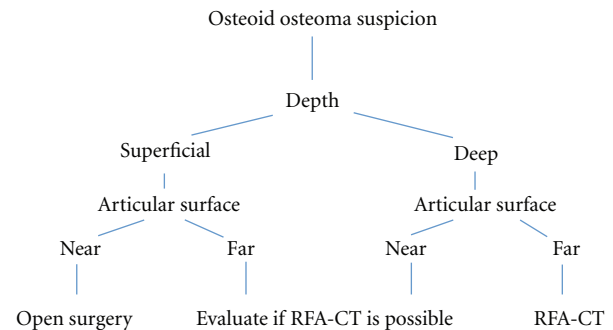 Osteoid osteoma suspicion
Depth
Superficial
Deep
Articular surface
Articular surface
Near
Far
Near
Far
Open surgery
Evaluate if RFA-CT is possible
RFA-CT